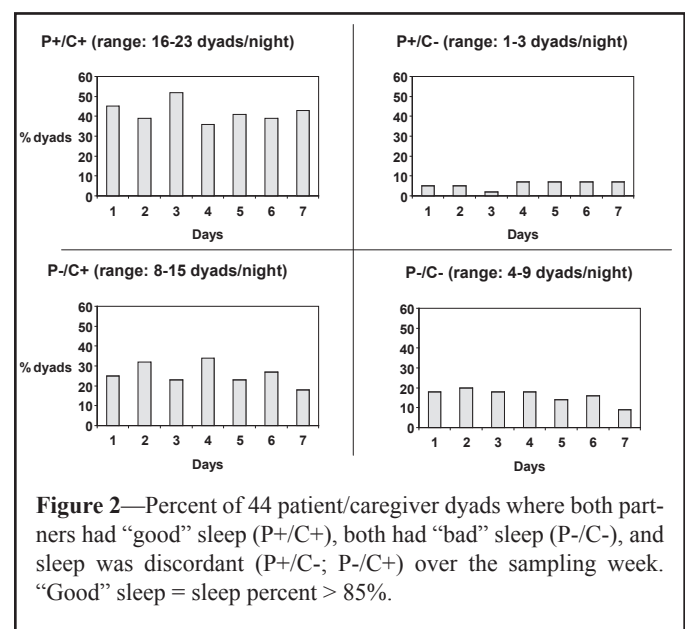 P+/C+ (range: 16-23 dyads/night)
60
50
40
% dyads
30
20
10
0
1 2 3 4 5 6 7
Days
P+/C- (range: 1-3 dyads/night)
60
50
40
30
20
10
0
1 2 3 4 5 6 7
Days
P-/C+ (range: 8-15 dyads/night)
60
50
40
30
% dyads
20
10
0
1 2 3 4 5 6 7
Days
P-/C- (range: 4-9 dyads/night)
60
50
40
30
20
10
0
1 2 3 4 5 6 7
Days
Figure 2—Percent of 44 patient/caregiver dyads where both part-
ners had “good” sleep (P+/C+), both had “bad” sleep (P-/C-), and
sleep was discordant (P+/C-; P-/C+) over the sampling week.
“Good” sleep = sleep percent > 85%.